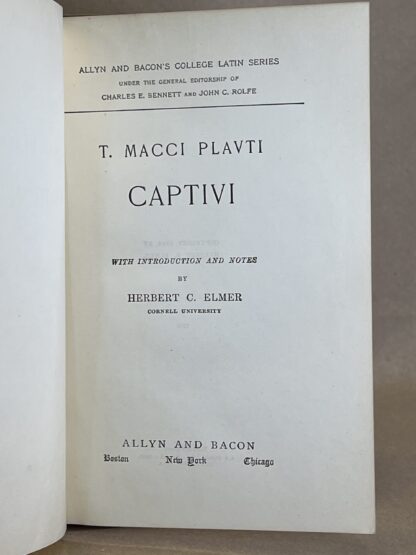 ALLYN AND BACON'S COLLEGE LATIN SERIES
UNDER THE GENERAL EDITORSHIP OF
CHARLES E. BENNETT AND JOHN C. ROLFE
T. MACCI PLAVTI
CAPTIVI
WITH INTRODUCTION AND NOTES
BY
HERBERT C. ELMER
CORNELL UNIVERSITY
ALLYN AND BACON
Boston New York Chicago